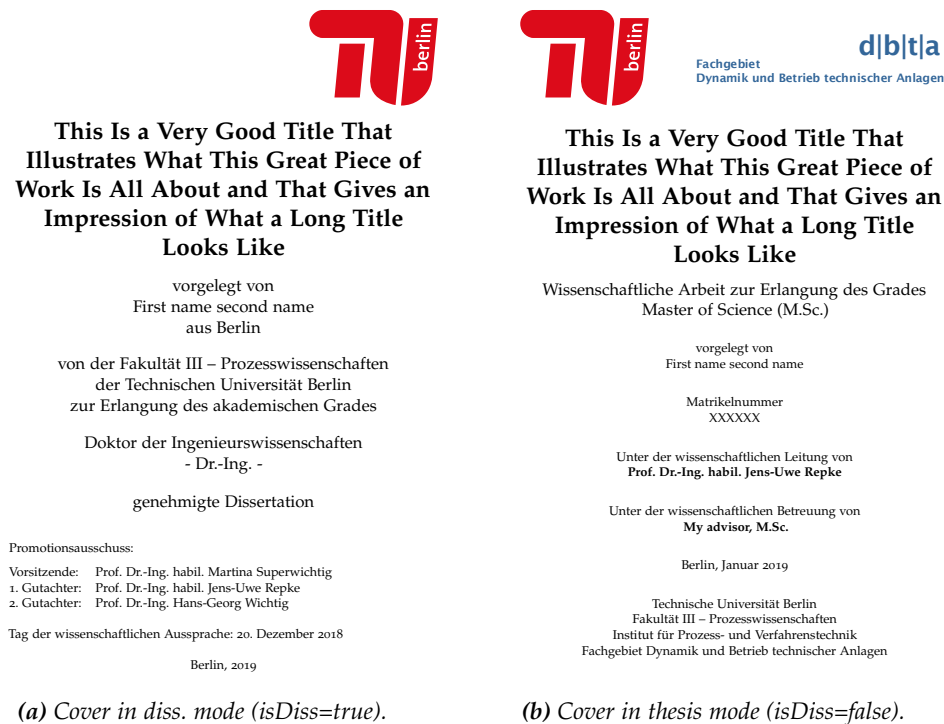 berlin
This Is a Very Good Title That
Illustrates What This Great Piece of
Work Is All About and That Gives an
Impression of What a Long Title
Looks Like
vorgelegt von
First name second name
aus Berlin
von der Fakultät III – Prozesswissenschaften
der Technischen Universität Berlin
zur Erlangung des akademischen Grades
Doktor der Ingenieurswissenschaften
- Dr.-Ing. -
genehmigte Dissertation
Promotionsausschuss:
Vorsitzende: Prof. Dr.-Ing. habil. Martina Superwichtig
1. Gutachter: Prof. Dr.-Ing. habil. Jens-Uwe Repke
2. Gutachter: Prof. Dr.-Ing. Hans-Georg Wichtig
Tag der wissenschaftlichen Aussprache: 20. Dezember 2018
Berlin, 2019
(a) Cover in diss. mode (isDiss=true).
berlin
d|b|t|a
Fachgebiet
Dynamik und Betrieb technischer Anlagen
This Is a Very Good Title That
Illustrates What This Great Piece of
Work Is All About and That Gives an
Impression of What a Long Title
Looks Like
Wissenschaftliche Arbeit zur Erlangung des Grades
Master of Science (M.Sc.)
vorgelegt von
First name second name
Matrikelnummer
XXXXXX
Unter der wissenschaftlichen Leitung von
Prof. Dr.-Ing. habil. Jens-Uwe Repke
Unter der wissenschaftlichen Betreuung von
My advisor, M.Sc.
Berlin, Januar 2019
Technische Universität Berlin
Fakultät III – Prozesswissenschaften
Institut für Prozess- und Verfahrenstechnik
Fachgebiet Dynamik und Betrieb technischer Anlagen
(b) Cover in thesis mode (isDiss=false).